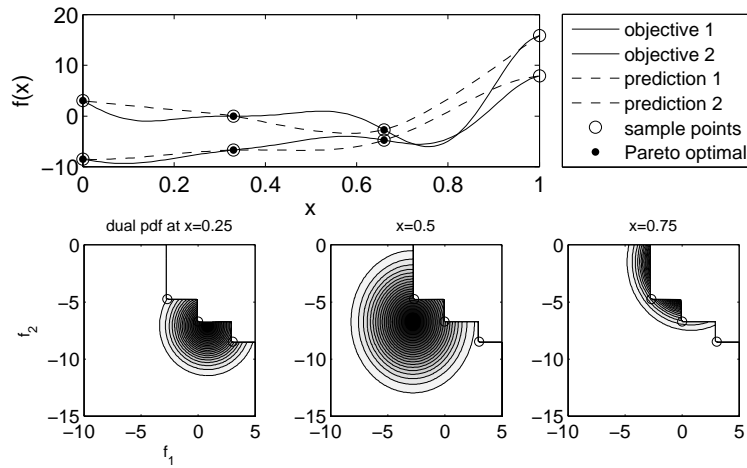 20
10
0
−10
f(x)
0
0.2
0.4
0.6
0.8
1
x
objective 1
objective 2
prediction 1
prediction 2
sample points
Pareto optimal
dual pdf at x=0.25
0
−5
−10
−15
f_2
−10
−5
0
5
f_1
x=0.5
0
−5
−10
−15
−10
−5
0
5
x=0.75
0
−5
−10
−15
−10
−5
0
5